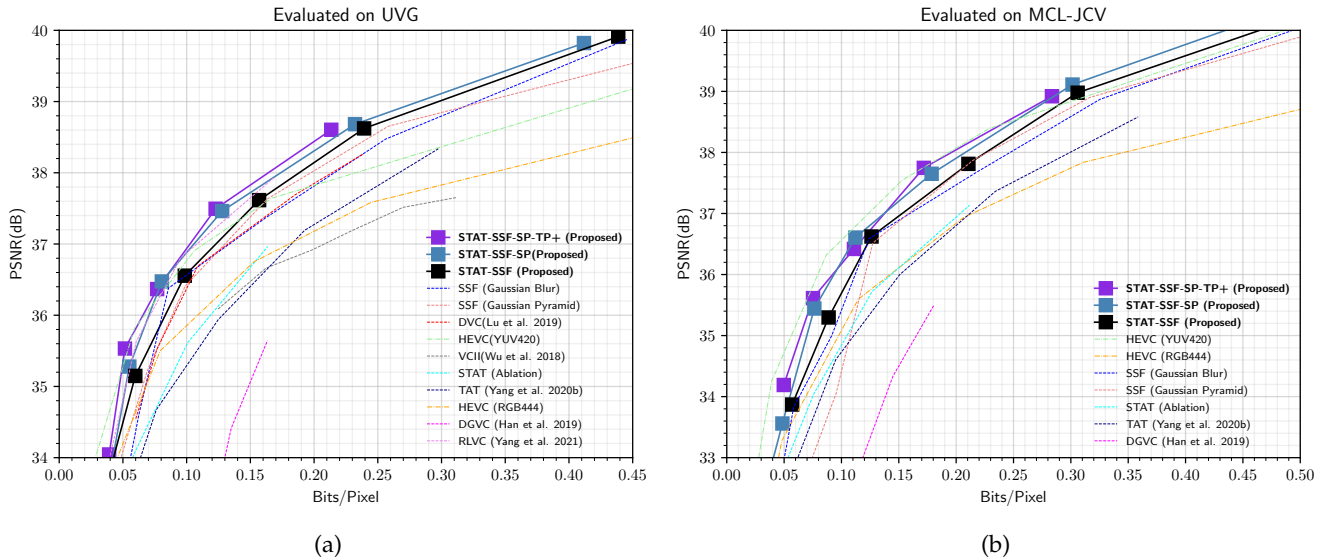 Evaluated on UVG
PSNR(dB)
40
39
38
37
36
35
34
0.00 0.05 0.10 0.15 0.20 0.25 0.30 0.35 0.40 0.45
Bits/Pixel
STAT-SSF-SP-TP+ (Proposed)
STAT-SSF-SP(Proposed)
STAT-SSF (Proposed)
SSF (Gaussian Blur)
SSF (Gaussian Pyramid)
DVC(Lu et al. 2019)
HEVC(YUV420)
VCII(Wu et al. 2018)
STAT (Ablation)
TAT (Yang et al. 2020b)
HEVC (RGB444)
DGVC (Han et al. 2019)
RLVC (Yang et al. 2021)
(a)
Evaluated on MCL-JCV
PSNR(dB)
40
39
38
37
36
35
34
33
0.00 0.05 0.10 0.15 0.20 0.25 0.30 0.35 0.40 0.45 0.50
Bits/Pixel
STAT-SSF-SP-TP+ (Proposed)
STAT-SSF-SP (Proposed)
STAT-SSF (Proposed)
HEVC (YUV420)
HEVC (RGB444)
SSF (Gaussian Blur)
SSF (Gaussian Pyramid)
STAT (Ablation)
TAT (Yang et al. 2020b)
DGVC (Han et al. 2019)
(b)